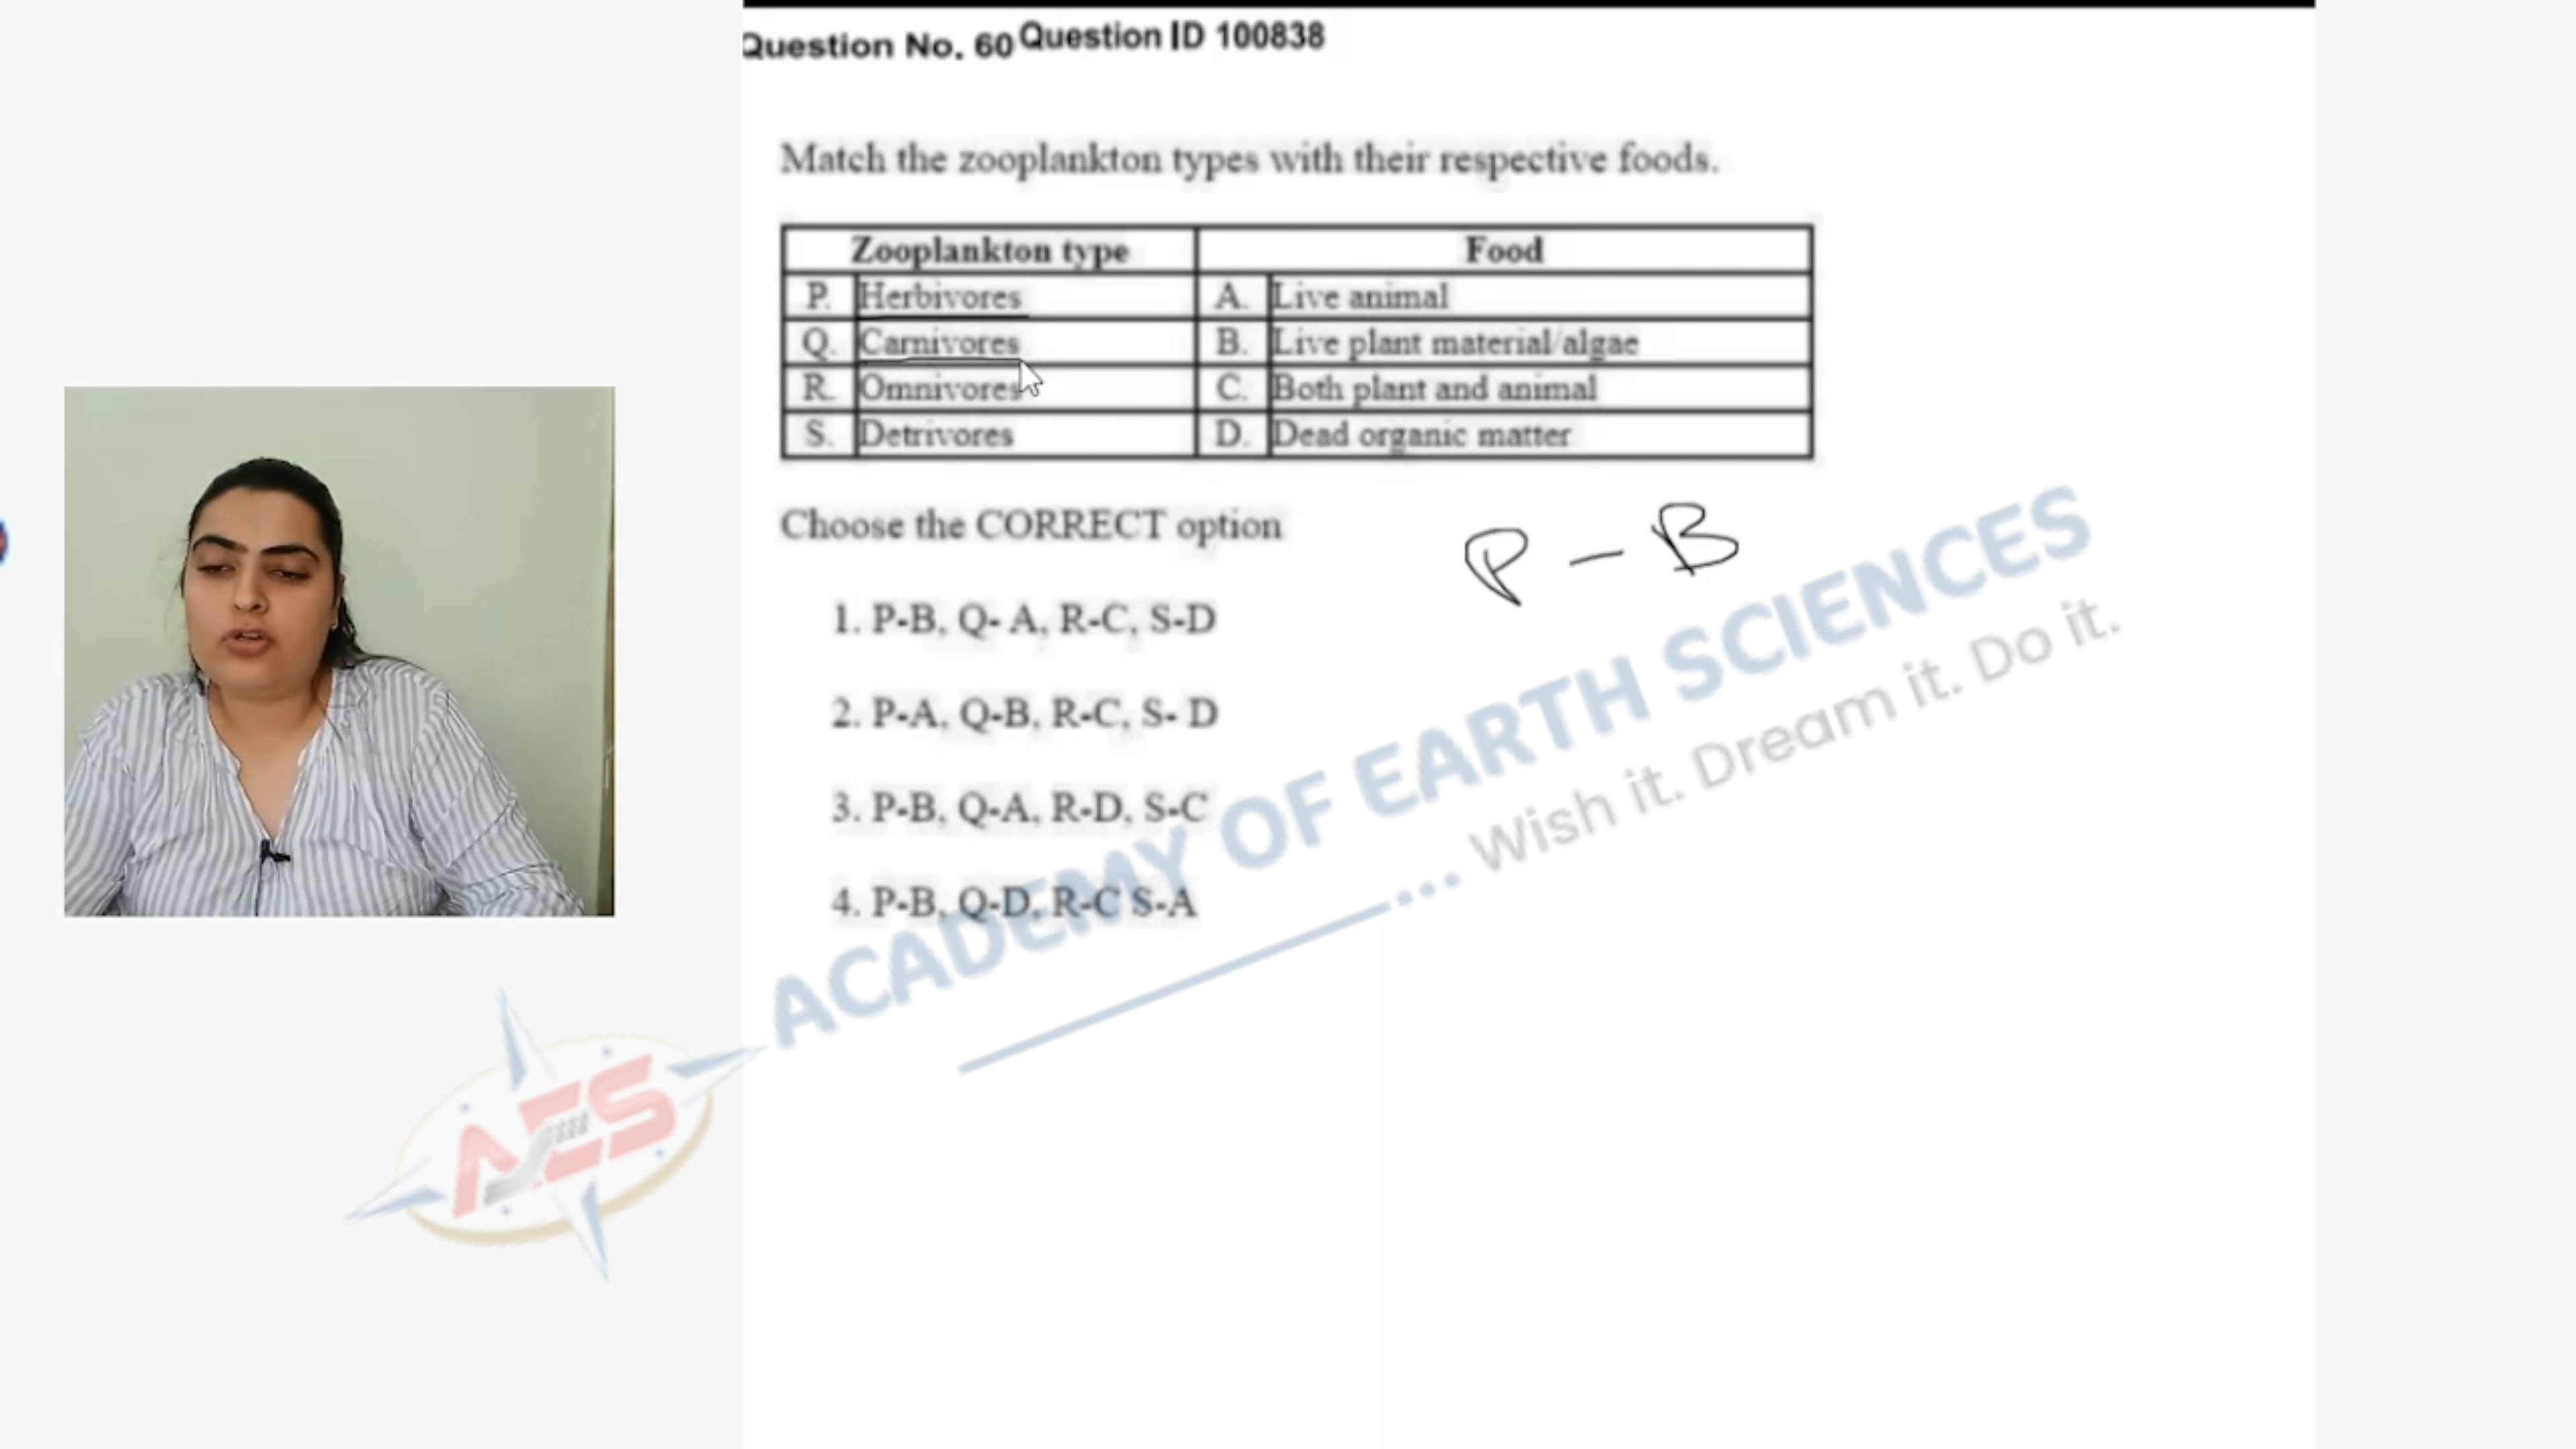 Question No. 60 Question ID 100838
Match the zooplankton types with their respective foods.
Zooplankton type Food
P. Herbivores A. Live animal
Q. Carnivores B. Live plant material/algae
R. Omnivores C. Both plant and animal
S. Detrivores D. Dead organic matter
Choose the CORRECT option
P - B
1. P-B, Q- A, R-C, S-D
2. P-A, Q-B, R-C, S- D
3. P-B, Q-A, R-D, S-C
4. P-B, Q-D, R-C S-A
ACADEMY OF EARTH SCIENCES
... Wish it. Dream it. Do it.
AES